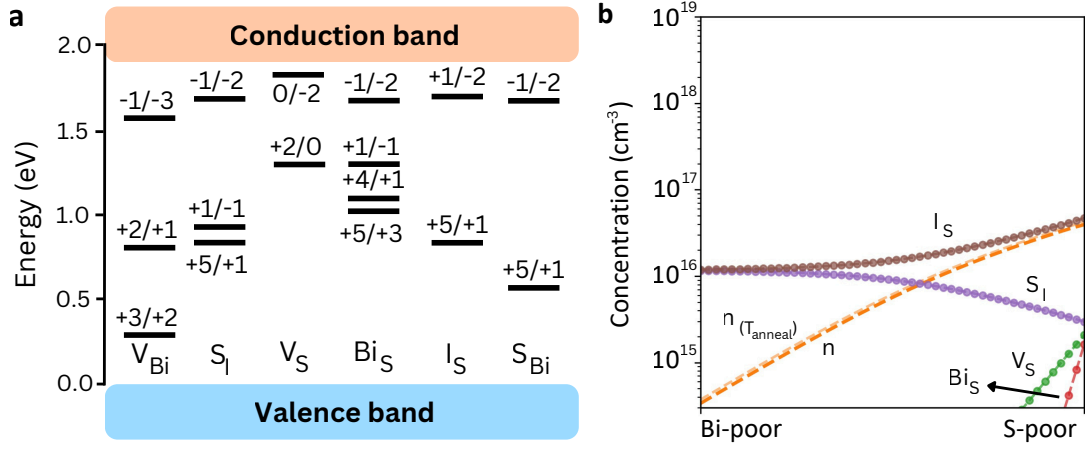 a
Conduction band
2.0
1.5
1.0
0.5
0.0
Energy (eV)
-1/-3
+2/+1
+3/+2
V_Bi
-1/-2
+1/-1
+5/+1
S_I
0/-2
+2/0
V_S
-1/-2
+1/-1
+4/+1
+5/+3
Bi_S
+1/-2
+5/+1
I_S
-1/-2
+5/+1
S_Bi
Valence band
b
10^19
10^18
10^17
10^16
10^15
Concentration (cm^-3)
I_S
S_I
n (T_anneal)
n
V_S
Bi_S
Bi-poor
S-poor